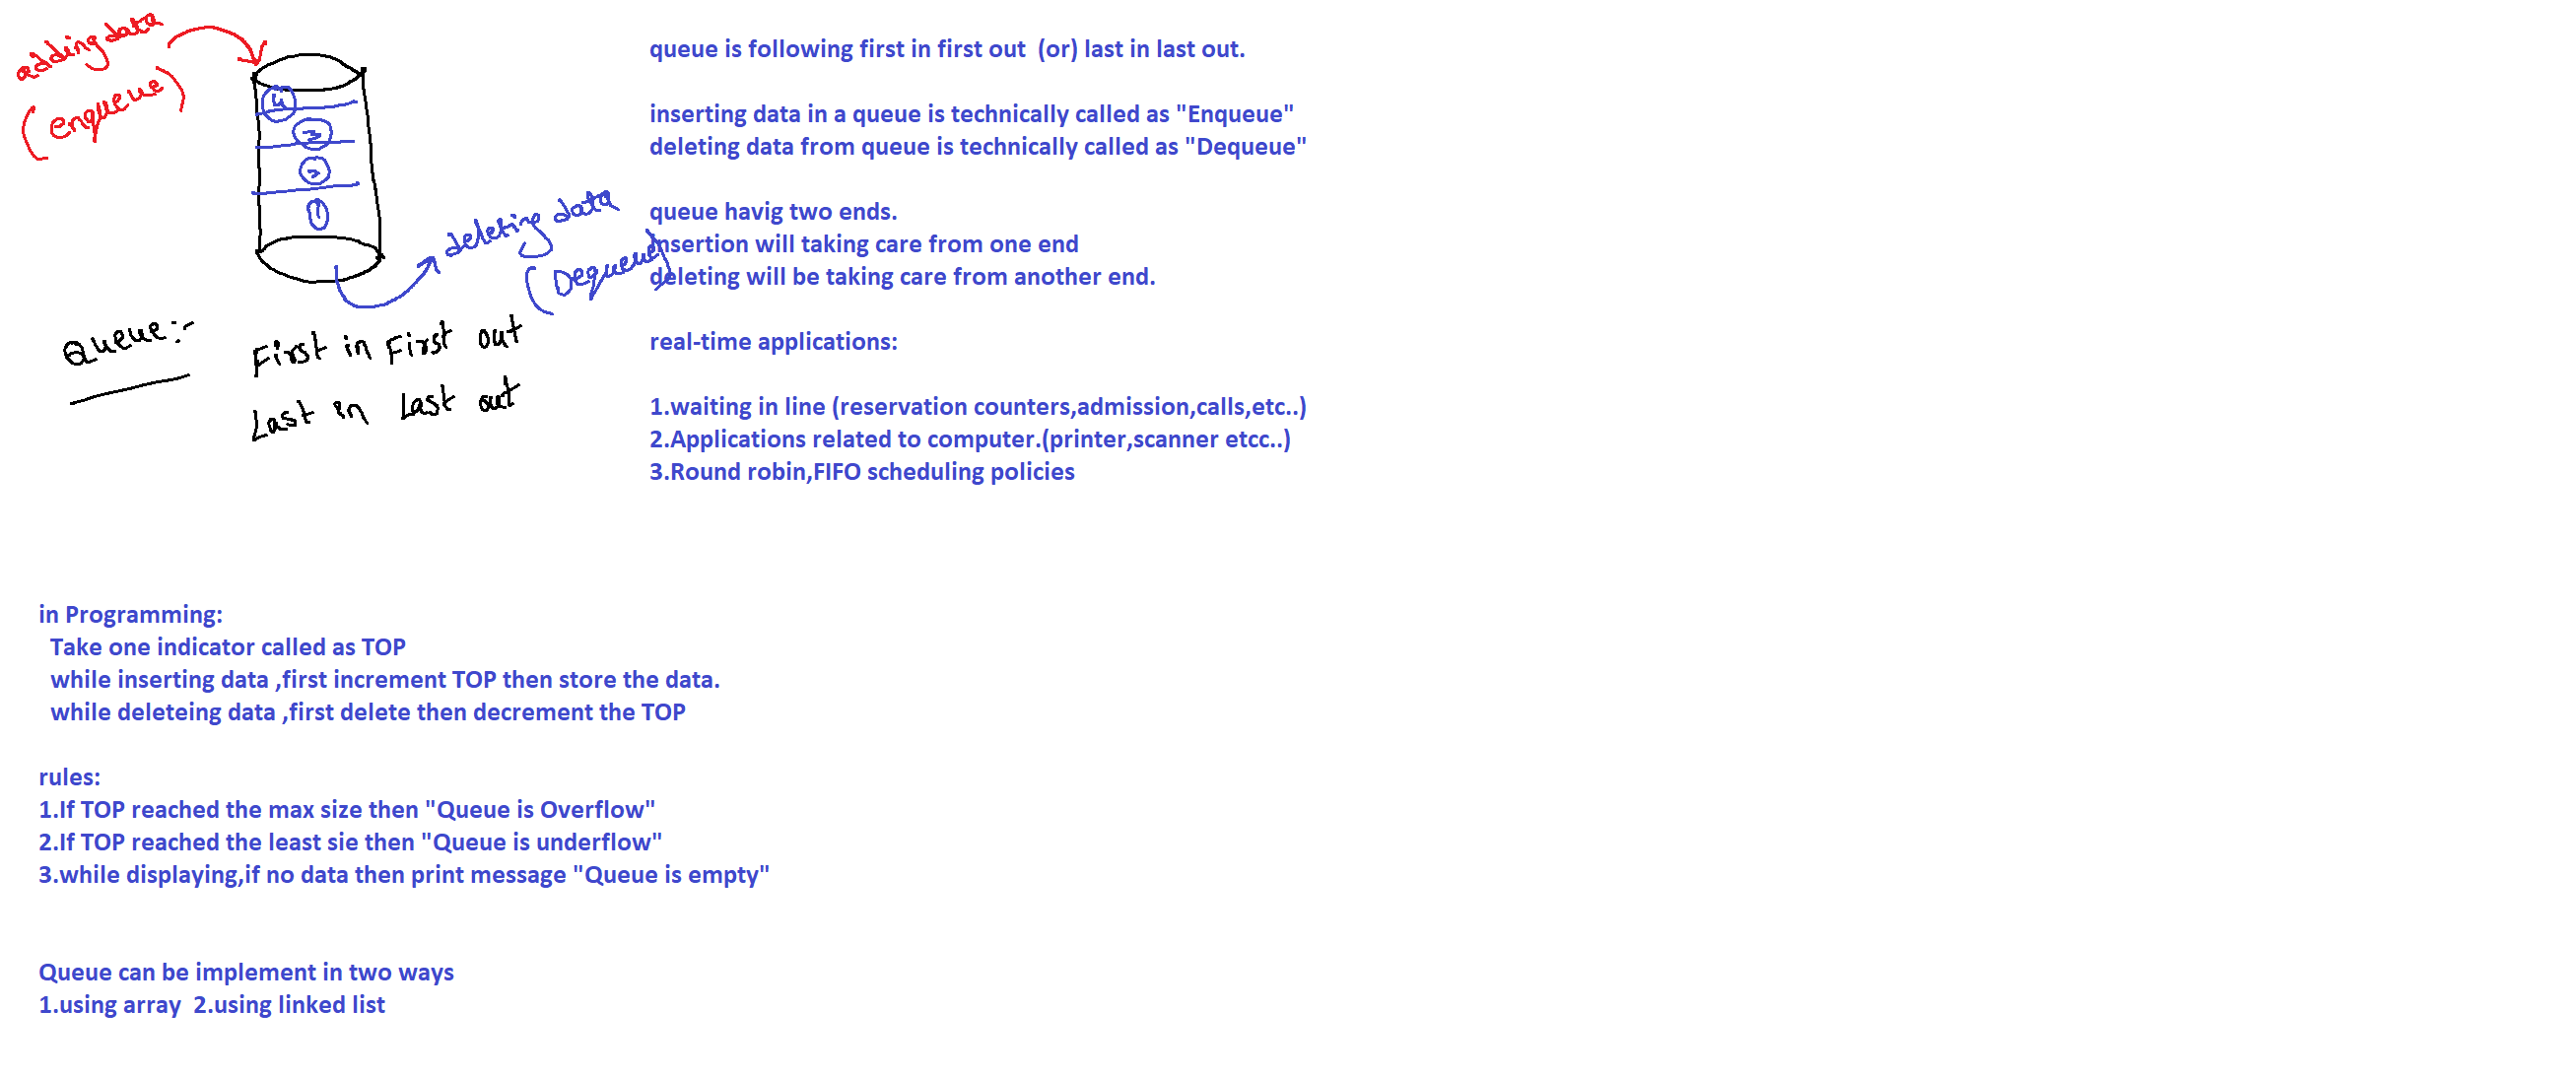 adding data
(enqueue)
4
3
2
1
deleting data
(Dequeue)
Queue:-
First in First out
Last in Last out
queue is following first in first out  (or) last in last out.
inserting data in a queue is technically called as "Enqueue"
deleting data from queue is technically called as "Dequeue"
queue havig two ends.
insertion will taking care from one end
deleting will be taking care from another end.
real-time applications:
1.waiting in line (reservation counters,admission,calls,etc..)
2.Applications related to computer.(printer,scanner etcc..)
3.Round robin,FIFO scheduling policies
in Programming:
Take one indicator called as TOP
while inserting data ,first increment TOP then store the data.
while deleteing data ,first delete then decrement the TOP
rules:
1.If TOP reached the max size then "Queue is Overflow"
2.If TOP reached the least sie then "Queue is underflow"
3.while displaying,if no data then print message "Queue is empty"
Queue can be implement in two ways
1.using array  2.using linked list